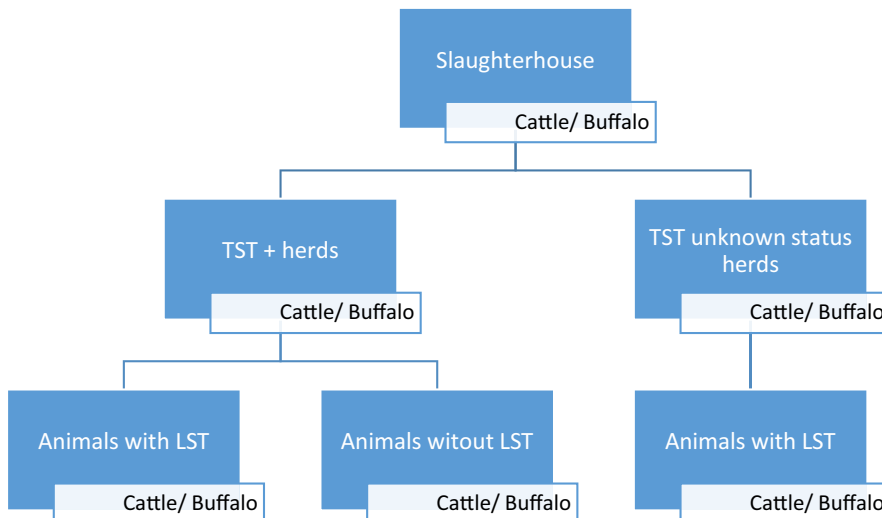 Slaughterhouse
Cattle/ Buffalo
TST + herds
Cattle/ Buffalo
TST unknown status
herds
Cattle/ Buffalo
Animals with LST
Cattle/ Buffalo
Animals witout LST
Cattle/ Buffalo
Animals with LST
Cattle/ Buffalo